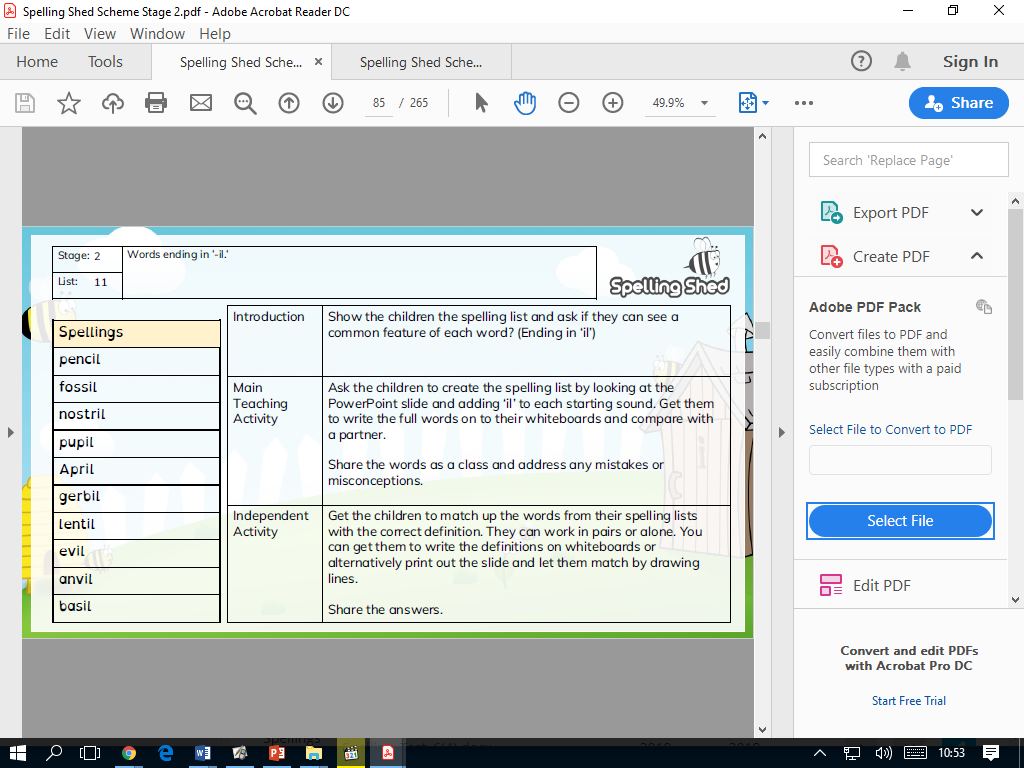 Spelling Shed Scheme Stage 2.pdf - Adobe Acrobat Reader DC
File Edit View Window Help
Home Tools Spelling Shed Sche... × Spelling Shed Sche... ? Sign In
85 / 265 49.9% Share
Search 'Replace Page'
Export PDF
Create PDF
Adobe PDF Pack
Convert files to PDF and
easily combine them with
other file types with a paid
subscription
Select File to Convert to PDF
Select File
Edit PDF
Convert and edit PDFs
with Acrobat Pro DC
Start Free Trial
Stage: 2
Words ending in '-il.'
List: 11
Spelling Shed
Spellings
pencil
fossil
nostril
pupil
April
gerbil
lentil
evil
anvil
basil
Introduction
Show the children the spelling list and ask if they can see a
common feature of each word? (Ending in 'il')
Main
Teaching
Activity
Ask the children to create the spelling list by looking at the
PowerPoint slide and adding 'il' to each starting sound. Get them
to write the full words on to their whiteboards and compare with
a partner.
Share the words as a class and address any mistakes or
misconceptions.
Independent
Activity
Get the children to match up the words from their spelling lists
with the correct definition. They can work in pairs or alone. You
can get them to write the definitions on whiteboards or
alternatively print out the slide and let them match by drawing
lines.
Share the answers.
10:53